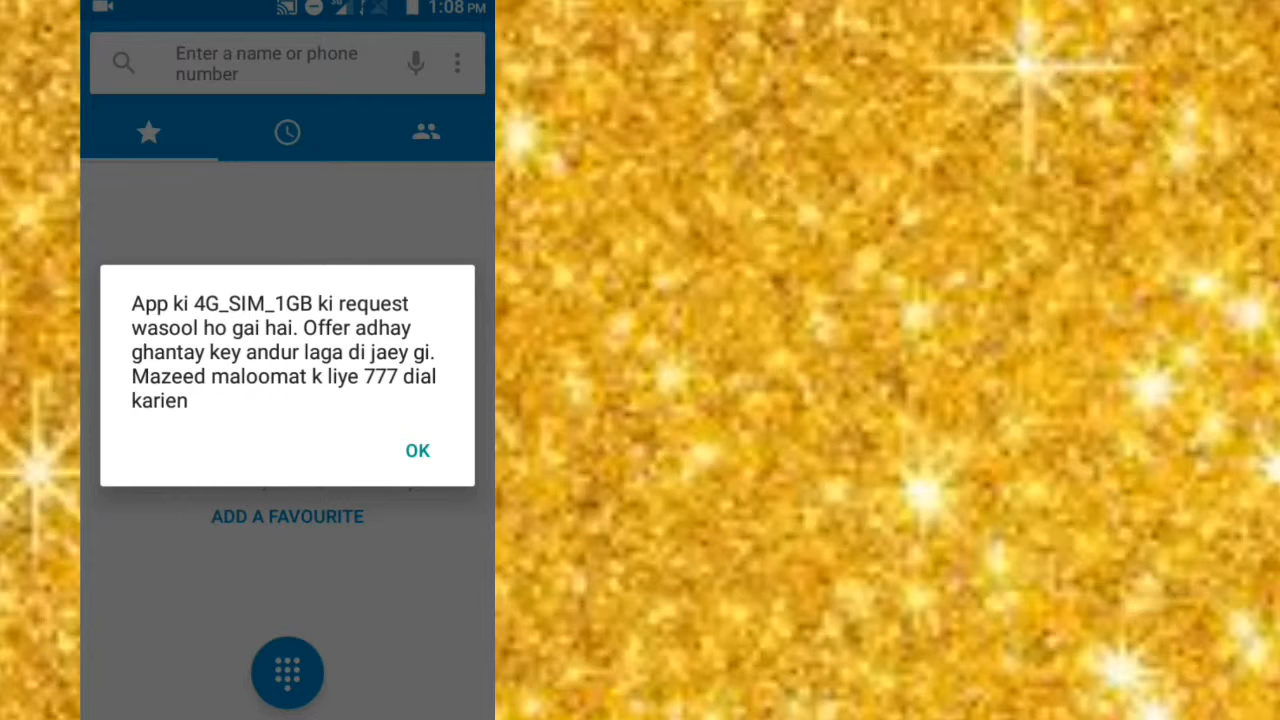 1:08 PM
Enter a name or phone
number
App ki 4G_SIM_1GB ki request
wasool ho gai hai. Offer adhay
ghantay key andur laga di jaey gi.
Mazeed maloomat k liye 777 dial
karien
OK
ADD A FAVOURITE